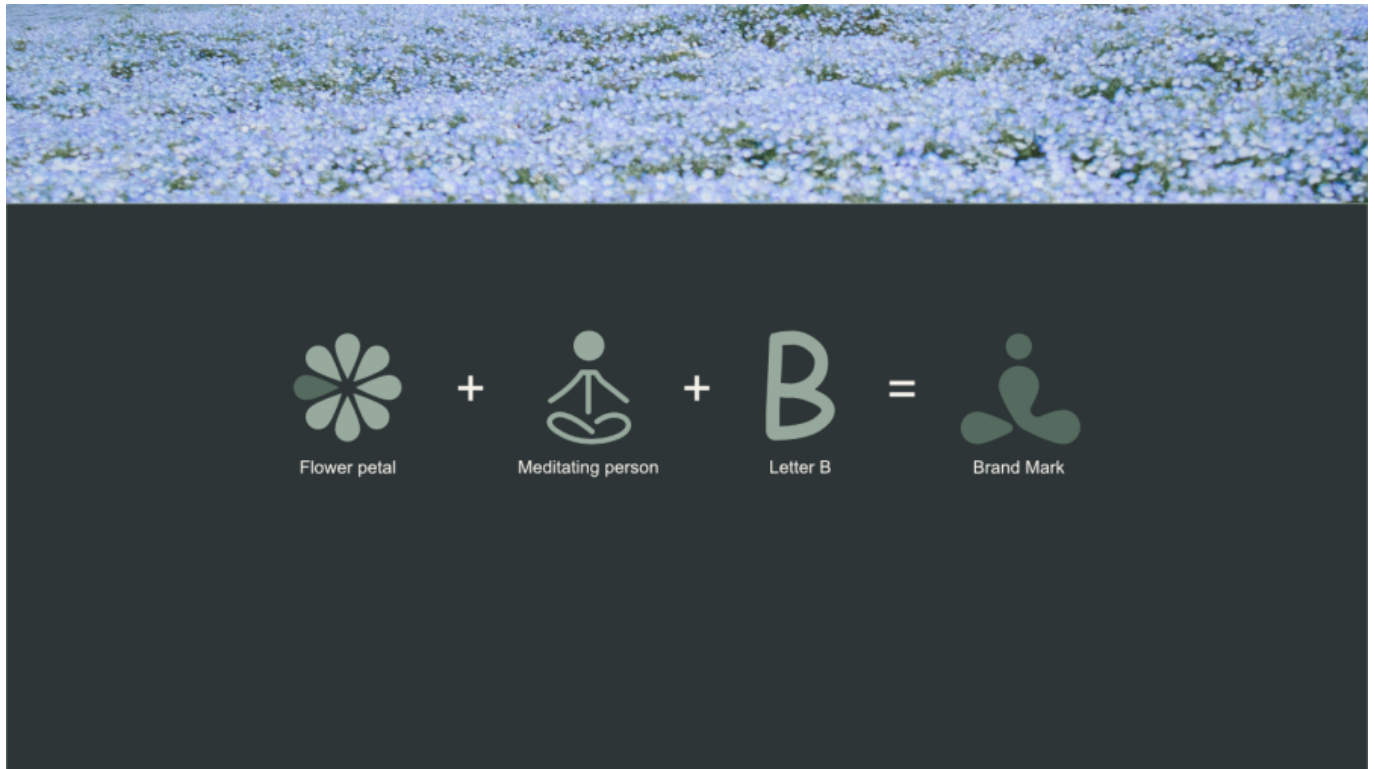 + + B =
Flower petal Meditating person Letter B Brand Mark